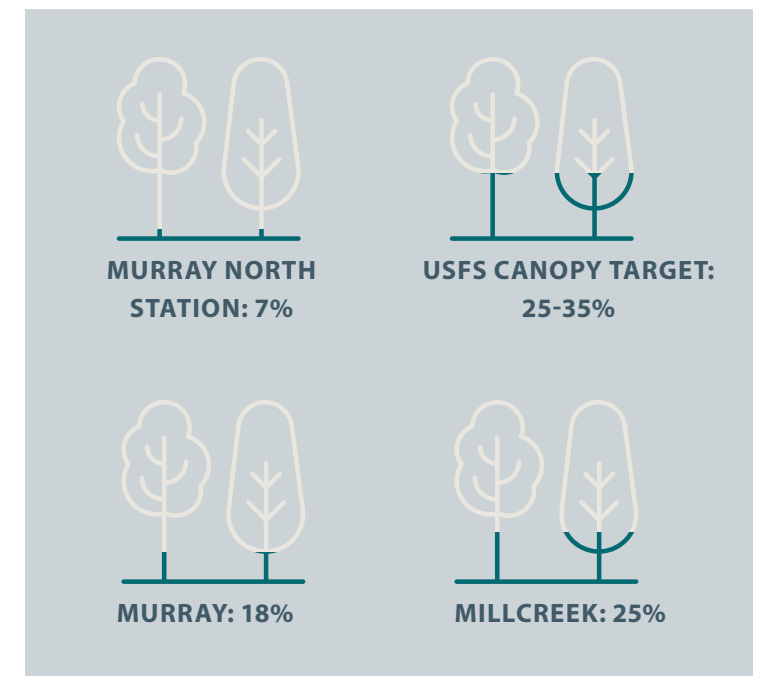 MURRAY NORTH
STATION: 7%
USFS CANOPY TARGET:
25-35%
MURRAY: 18%
MILLCREEK: 25%